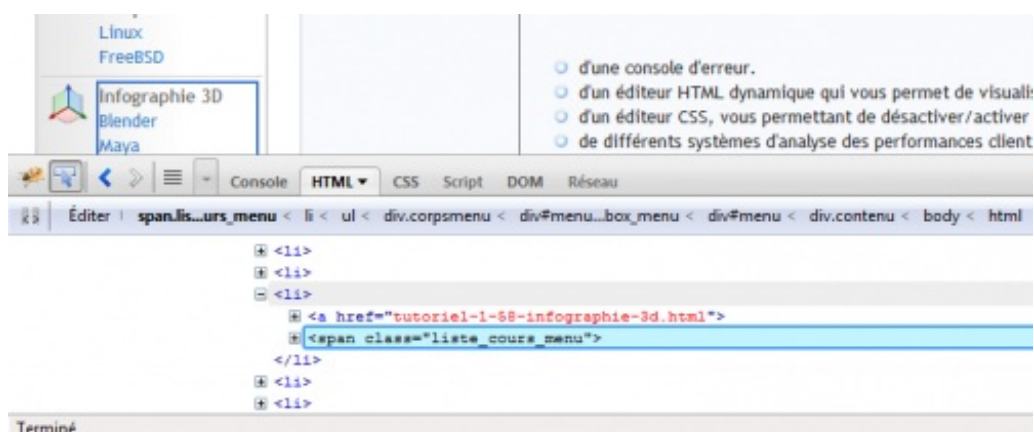 Linux
FreeBSD
Infographie 3D
Blender
Maya
d'une console d'erreur.
d'un éditeur HTML dynamique qui vous permet de visualis
d'un éditeur CSS, vous permettant de désactiver/activer
de différents systèmes d'analyse des performances client
Console HTML CSS Script DOM Réseau
Éditer span.lis...urs_menu < li < ul < div.corpsmenu < div#menu...box_menu < div#menu < div.contenu < body < html
<li>
<li>
<li>
<a href="tutoriel-1-58-infographie-3d.html">
<span class="liste_cours_menu">
</li>
<li>
<li>
Terminé